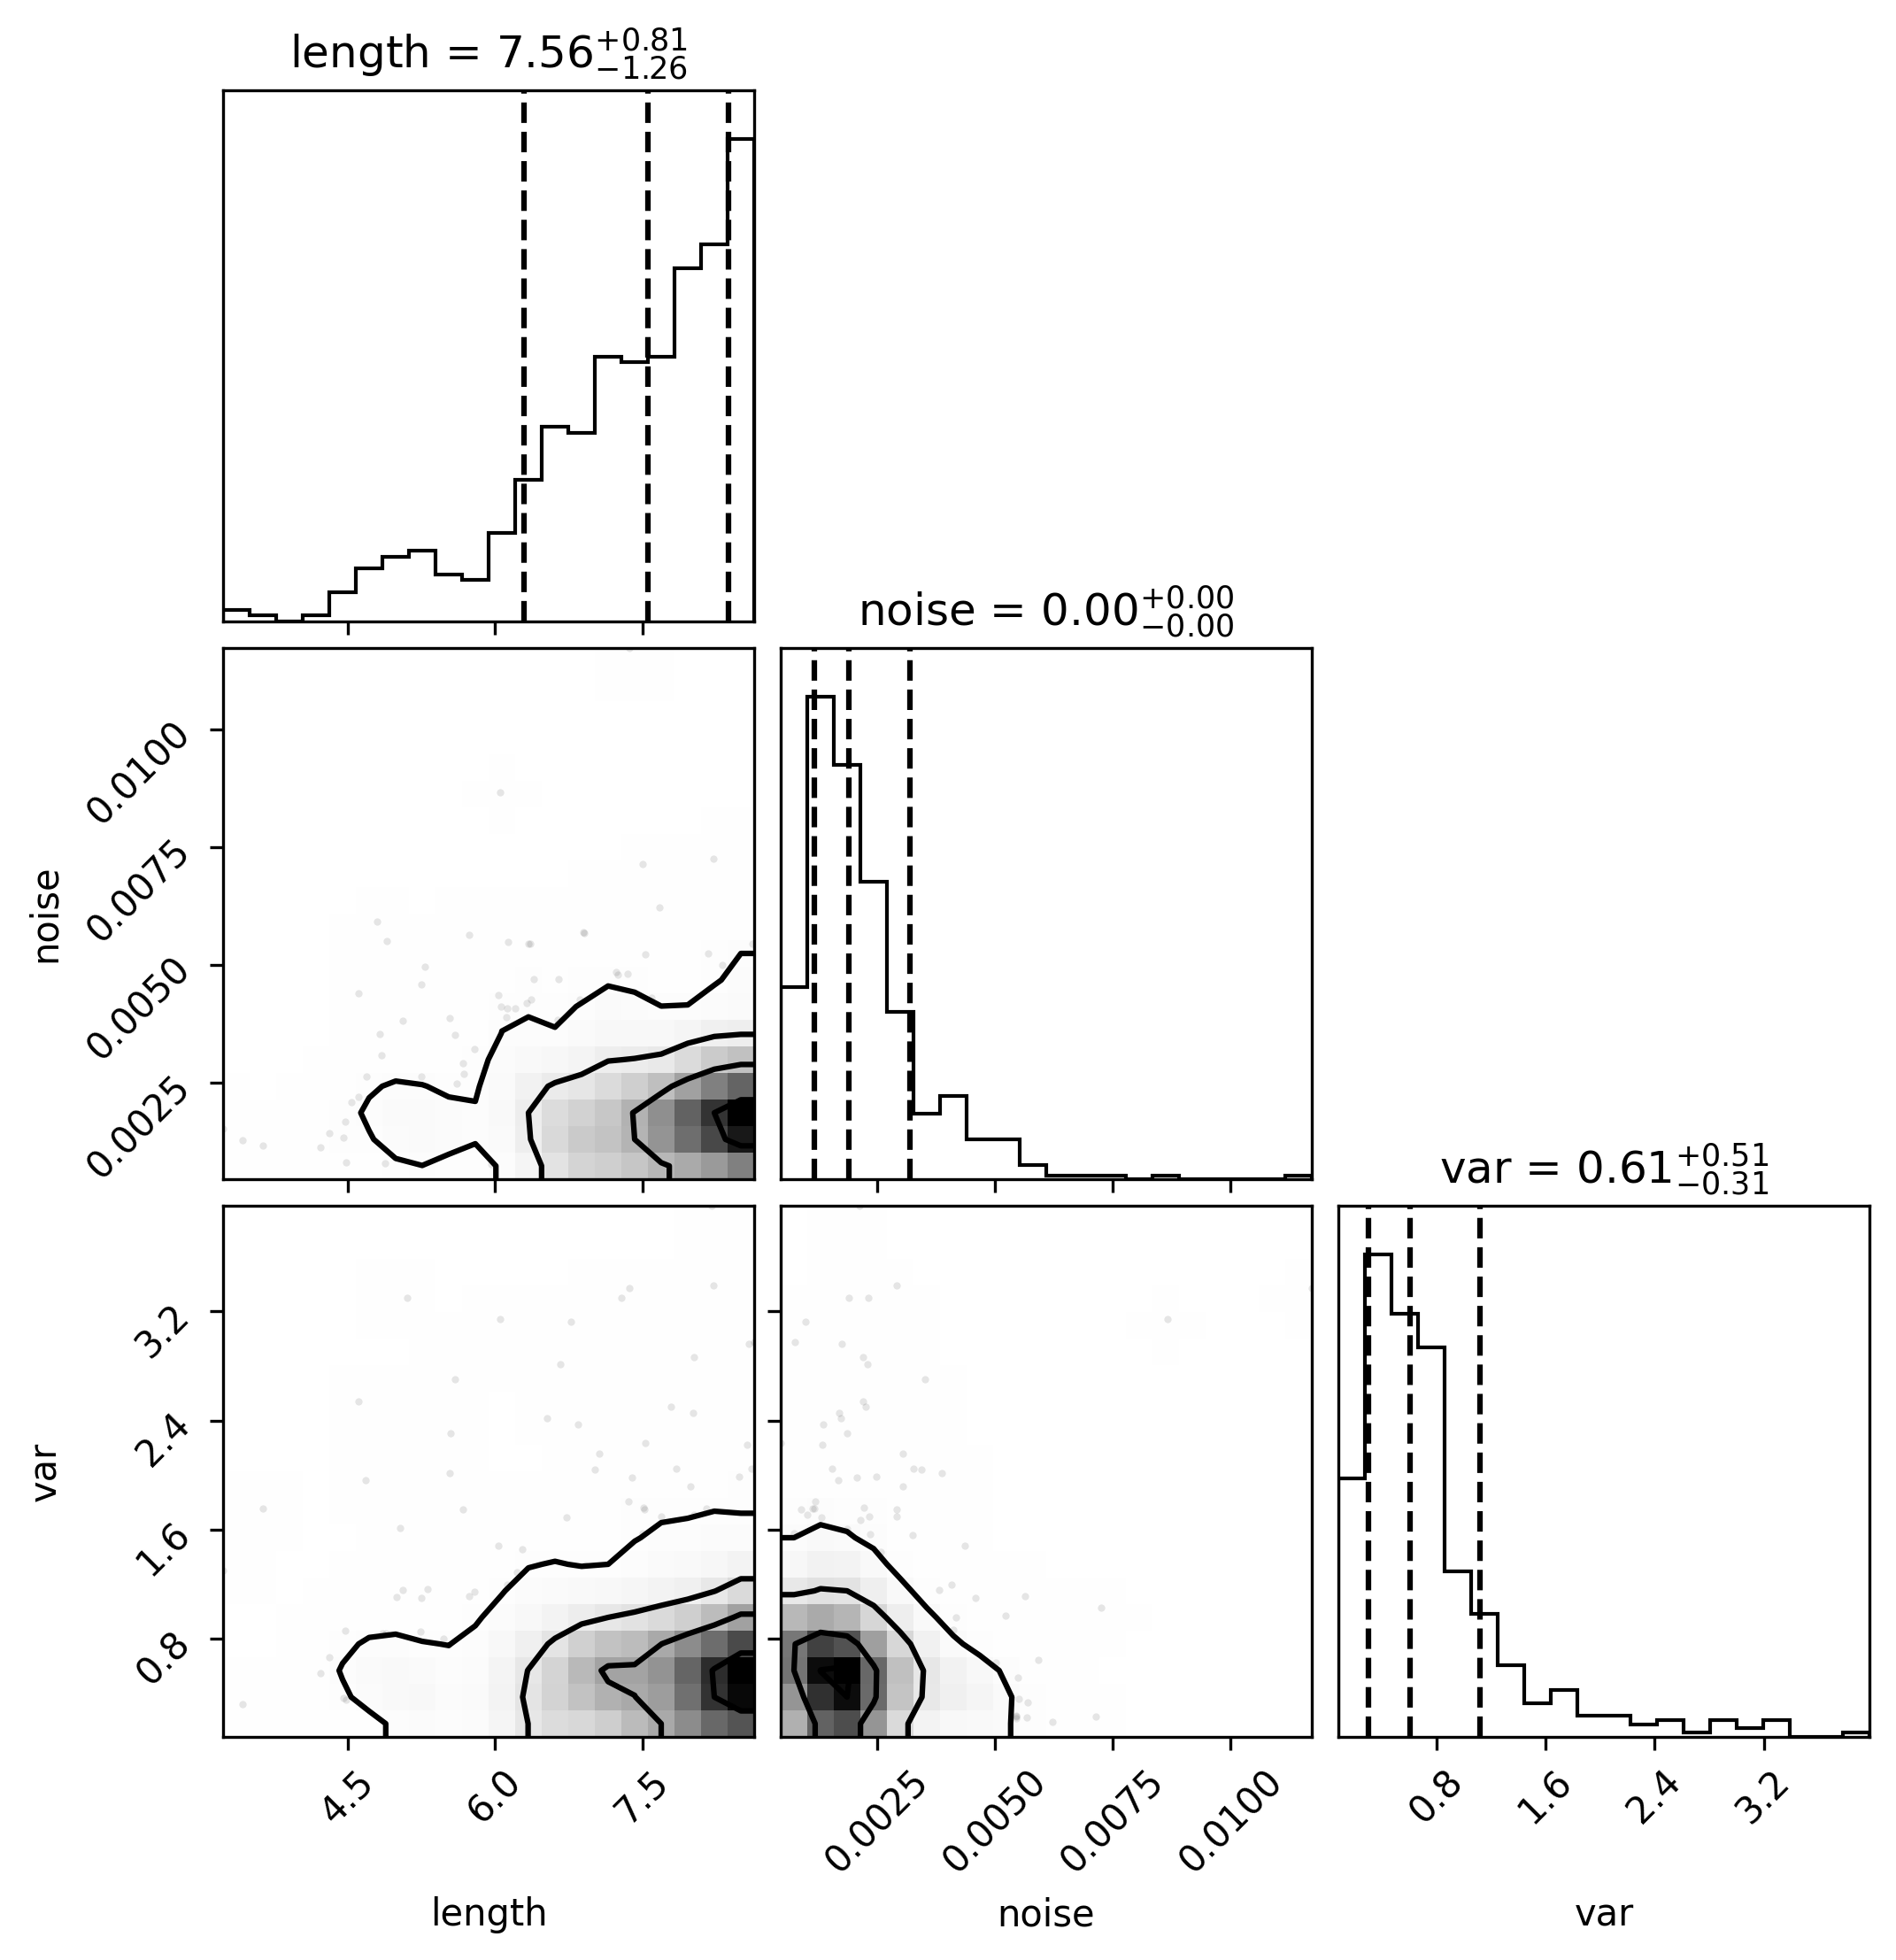 length = 7.56 +0.81 −1.26
noise = 0.00 +0.00 −0.00
0.0100
0.0075
0.0050
0.0025
noise
var = 0.61 +0.51 −0.31
3.2
2.4
1.6
0.8
var
4.5 6.0 7.5 0.0025 0.0050 0.0075 0.0100 0.8 1.6 2.4 3.2
length noise var